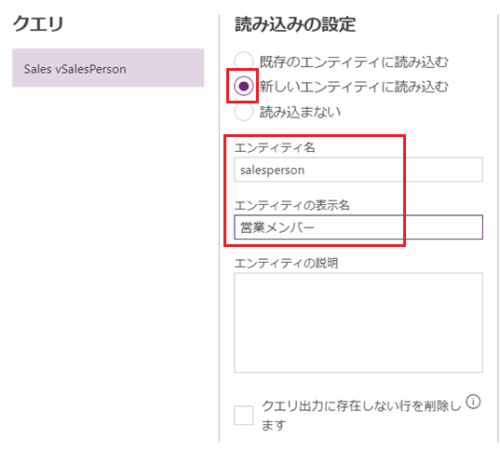 クエリ
Sales vSalesPerson
読み込みの設定
既存のエンティティに読み込む
新しいエンティティに読み込む
読み込まない
エンティティ名
salesperson
エンティティの表示名
営業メンバー
エンティティの説明
クエリ出力に存在しない行を削除し
ます